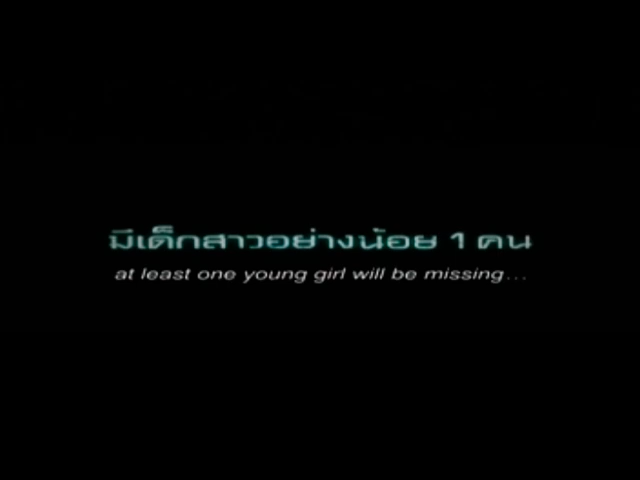 มีเด็กสาวอย่างน้อย 1 คน
at least one young girl will be missing...